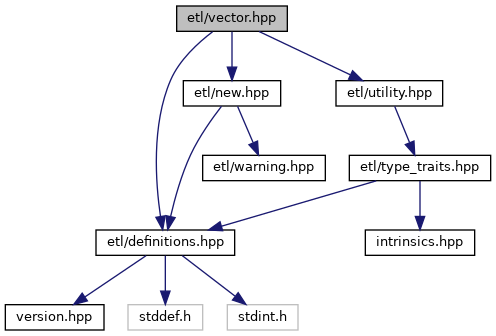 etl/vector.hpp
etl/new.hpp
etl/utility.hpp
etl/warning.hpp
etl/type_traits.hpp
etl/definitions.hpp
intrinsics.hpp
version.hpp
stddef.h
stdint.h